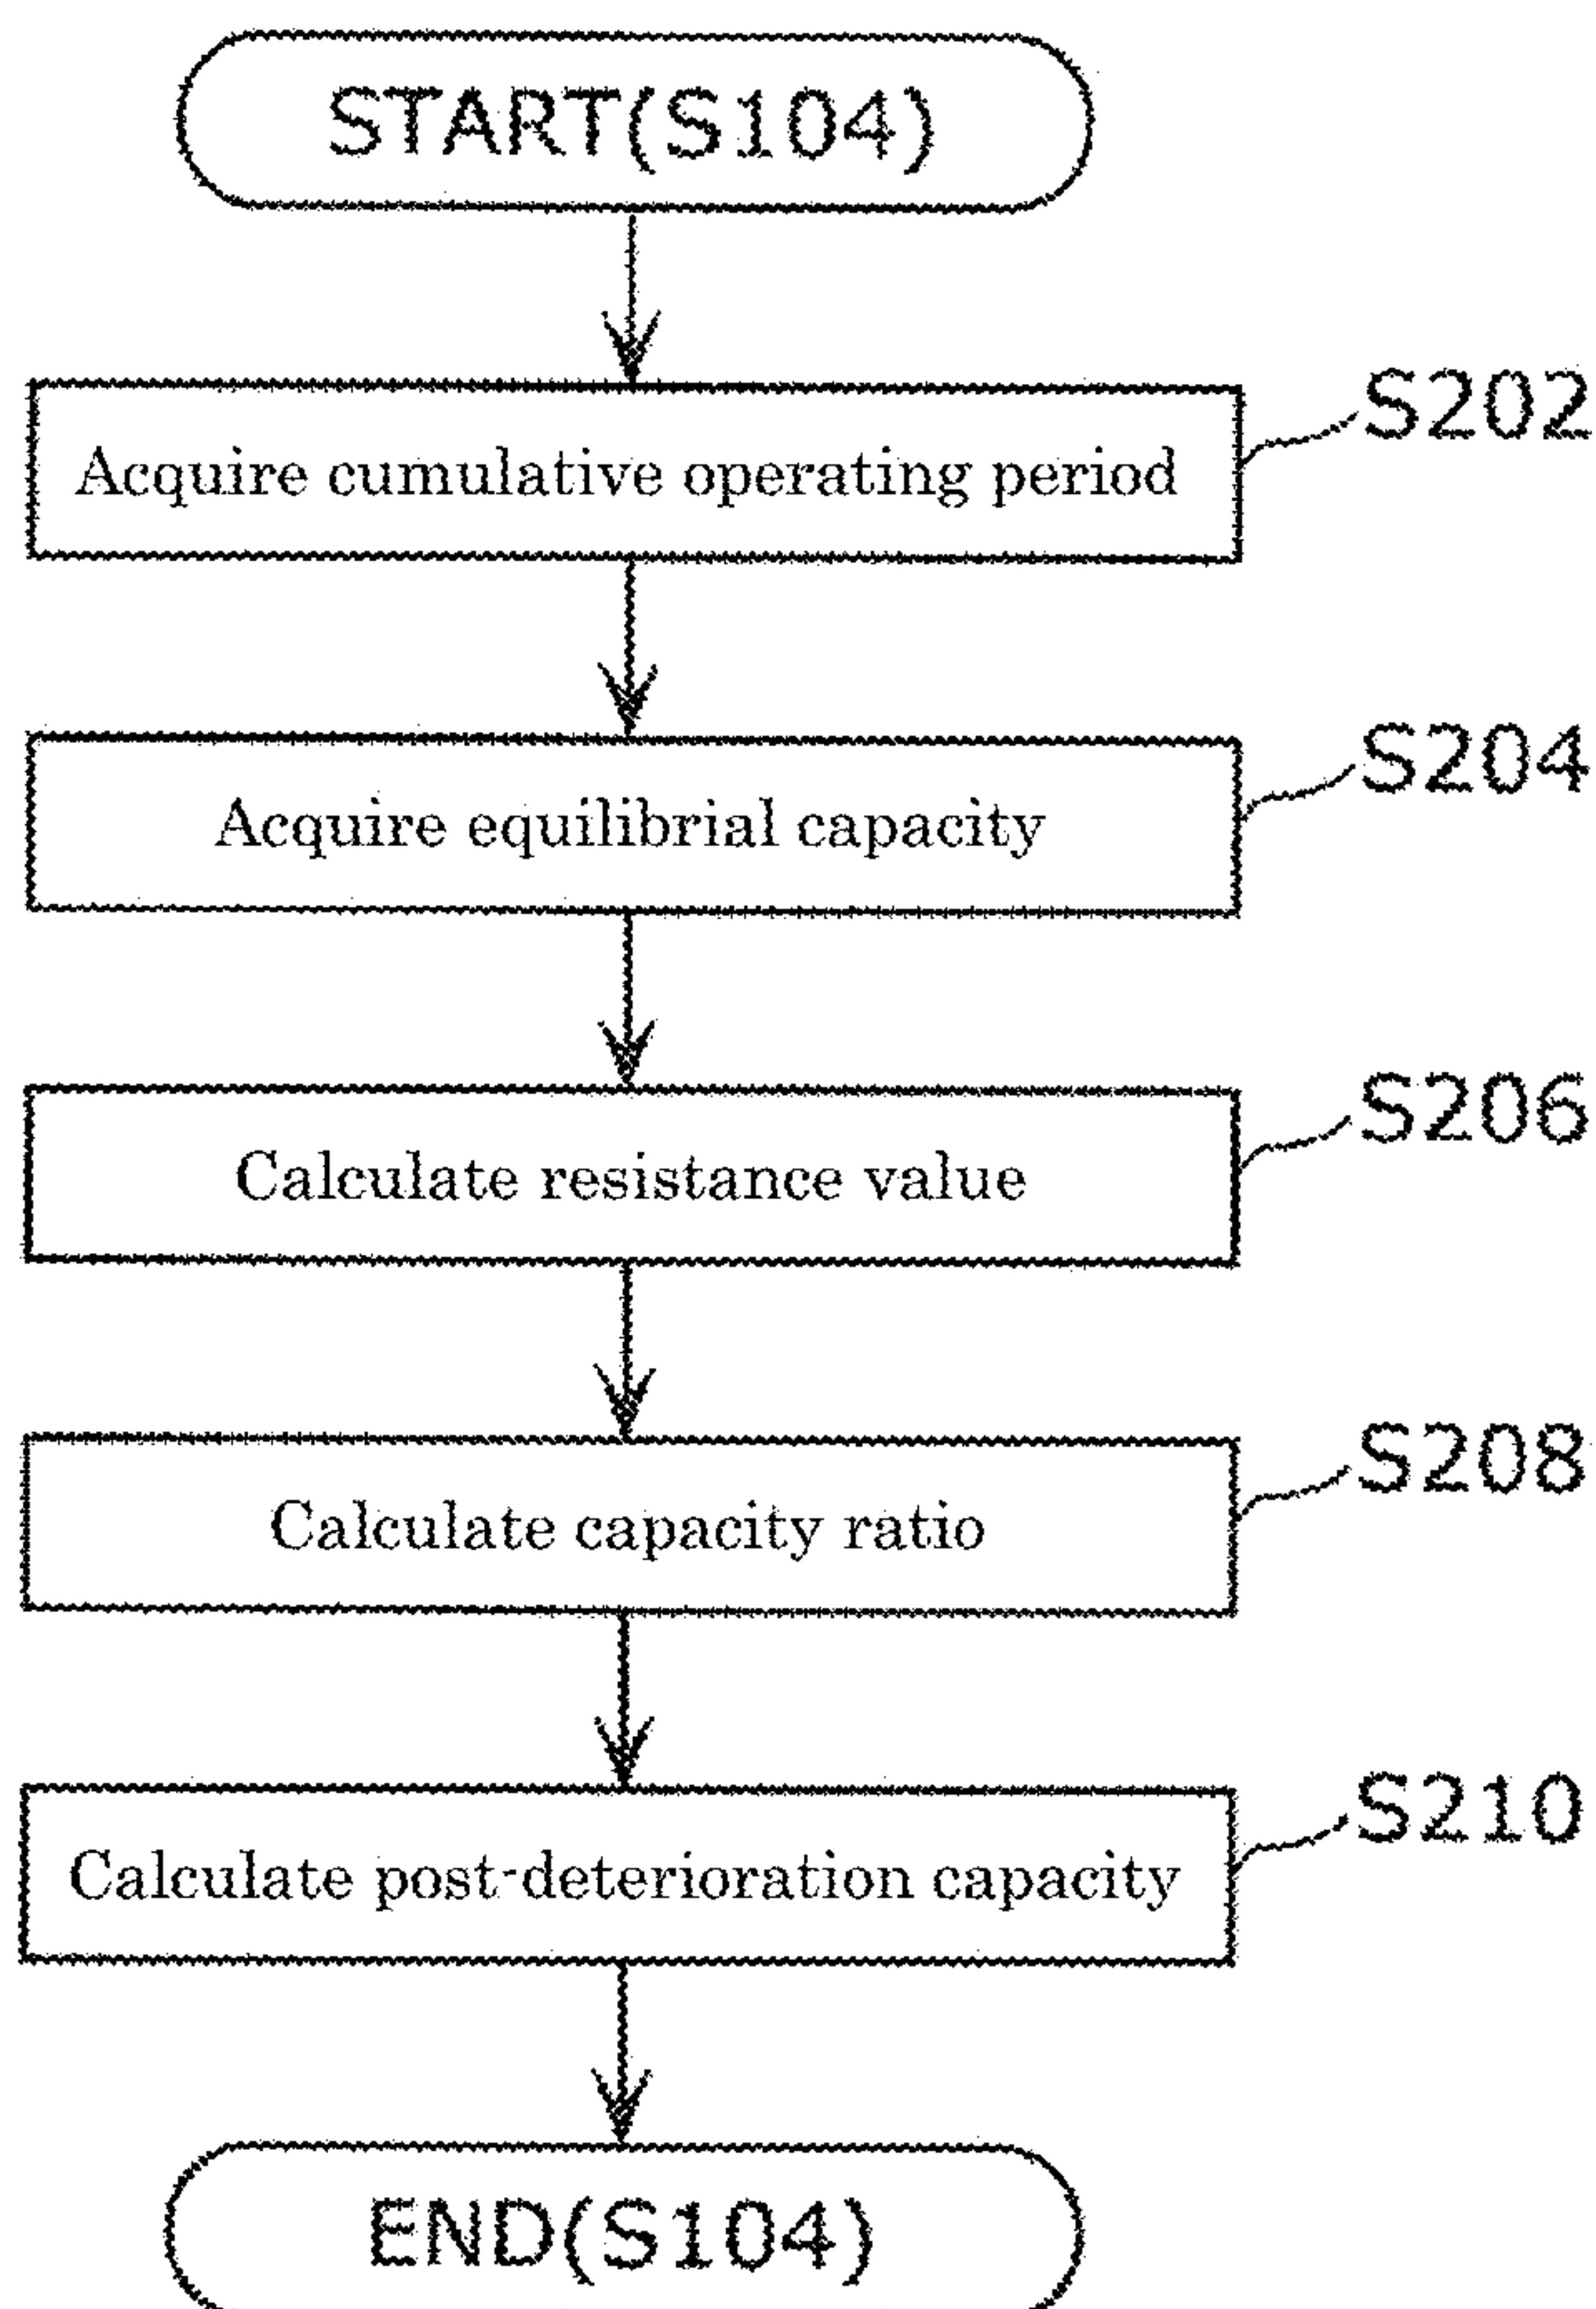 START(S104)
S202
Acquire cumulative operating period
S204
Acquire equilibrial capacity
S206
Calculate resistance value
S208
Calculate capacity ratio
S210
Calculate post-deterioration capacity
END(S104)